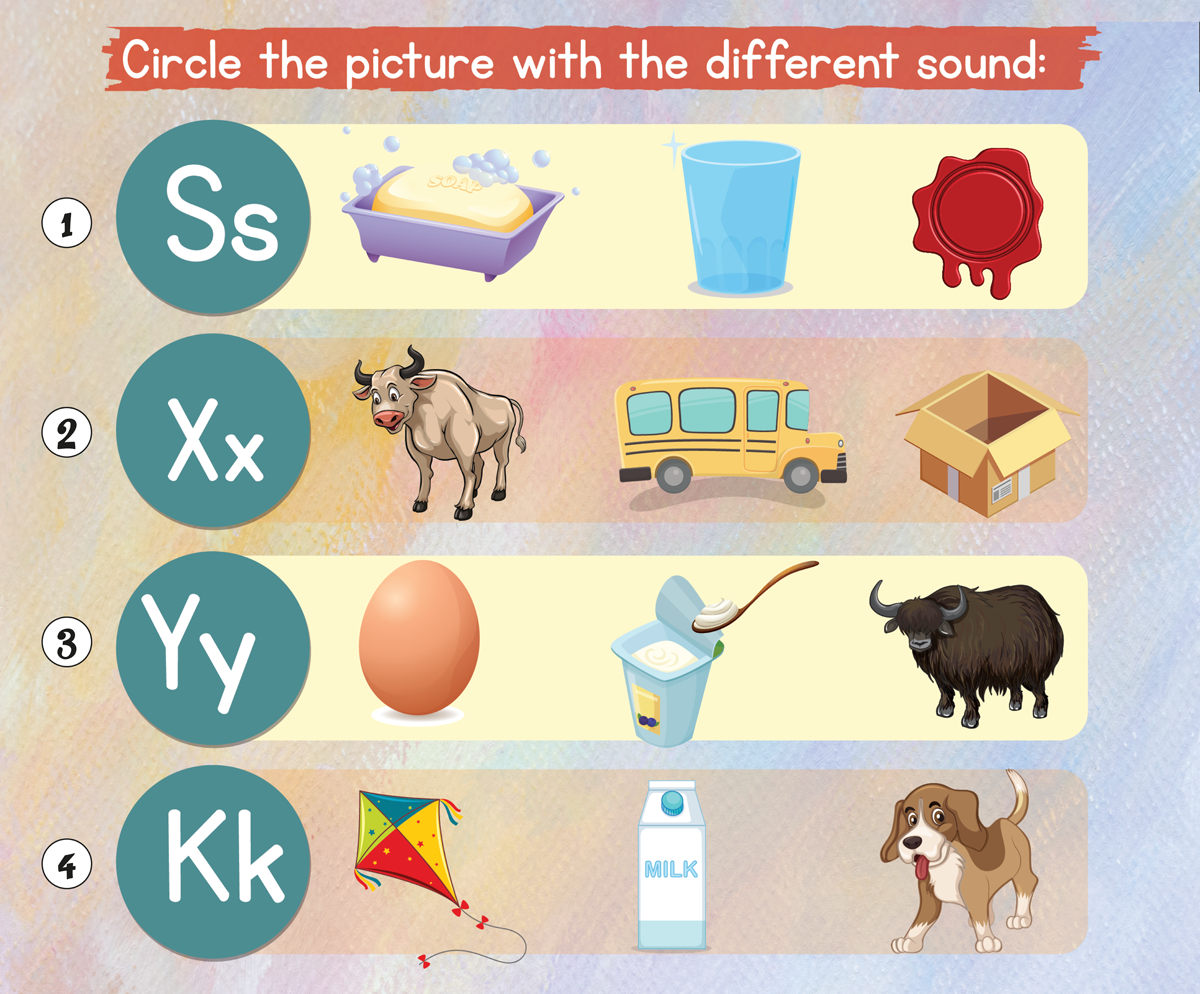 Circle the picture with the different sound:
1
Ss
SOAP
2
Xx
3
Yy
4
Kk
MILK